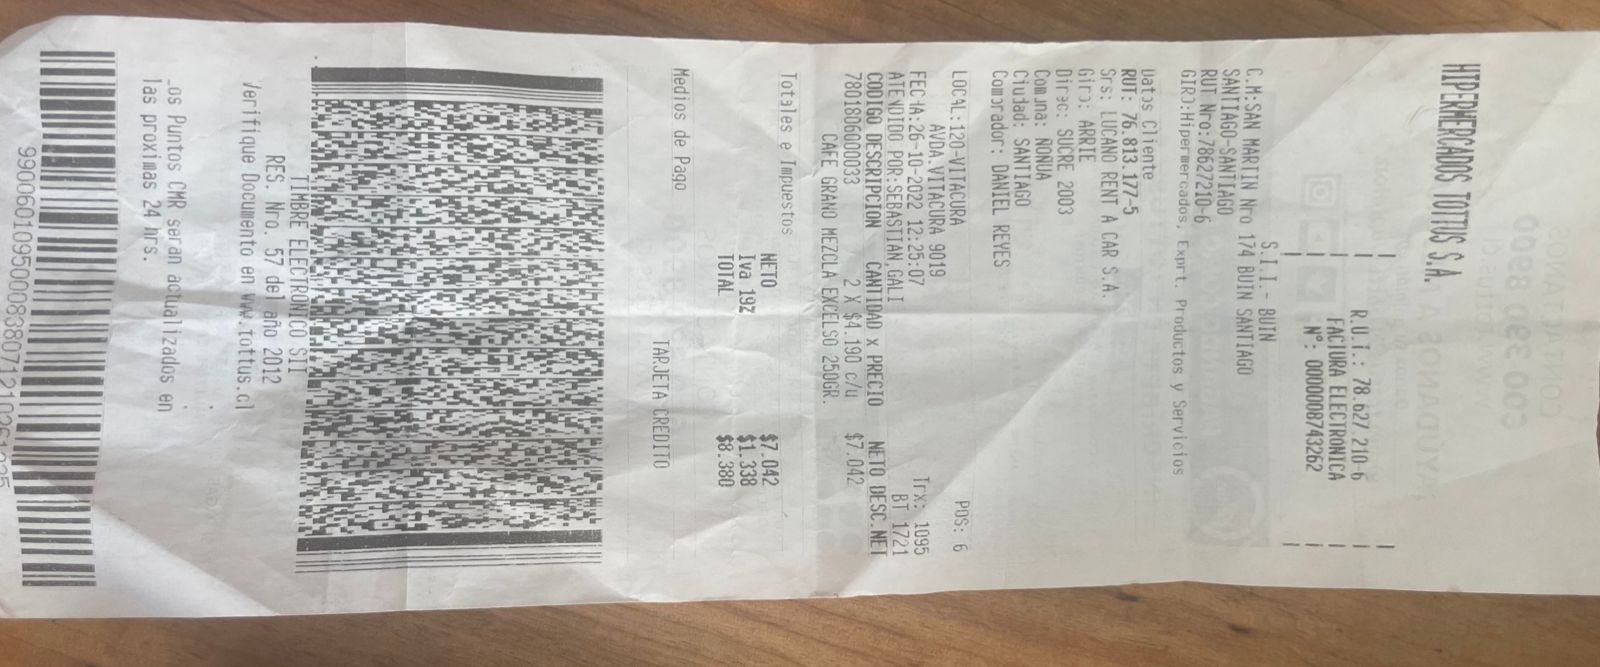 HIPERMERCADOS TOTTUS S.A.
R.U.T.: 78.627.210-6
FACTURA ELECTRONICA
N°: 000008743262
S.I.I.- BUIN
C.M:SAN MARTIN Nro 174 BUIN SANTIAGO
SANTIAGO-SANTIAGO
RUT Nro:78627210-6
GIRO:Hipermercados, Exprt. Productos y Servicios
Datos Cliente
RUT: 76.813.177-5
Srs: LUCANO RENT A CAR S.A.
Giro: ARRIE
Direc: SUCRE 2003
Comuna: NONUA
Ciudad: SANTIAGO
Comprador: DANIEL REYES
LOCAL:120-VITACURA POS: 6
AVDA.VITACURA 9019
FECHA:26-10-2022 12:25:07 Trx: 1095
ATENDIDO POR:SEBASTIAN GALI BT 1721
CODIGO DESCRIPCION CANTIDAD x PRECIO NETO DESC.NET
7801806000033 2 X $4.190 c/u $7.042
CAFE GRANO MEZCLA EXCELSO 250GR.
Totales e Impuestos
NETO $7.042
Iva 19% $1.338
TOTAL $8.380
Medios de Pago
TARJETA CREDITO
TIMBRE ELECTRONICO SII
RES. Nro. 57 del año 2012
Verifique Documento en www.tottus.cl
Los Puntos CMR seran actualizados en
las proximas 24 hrs.